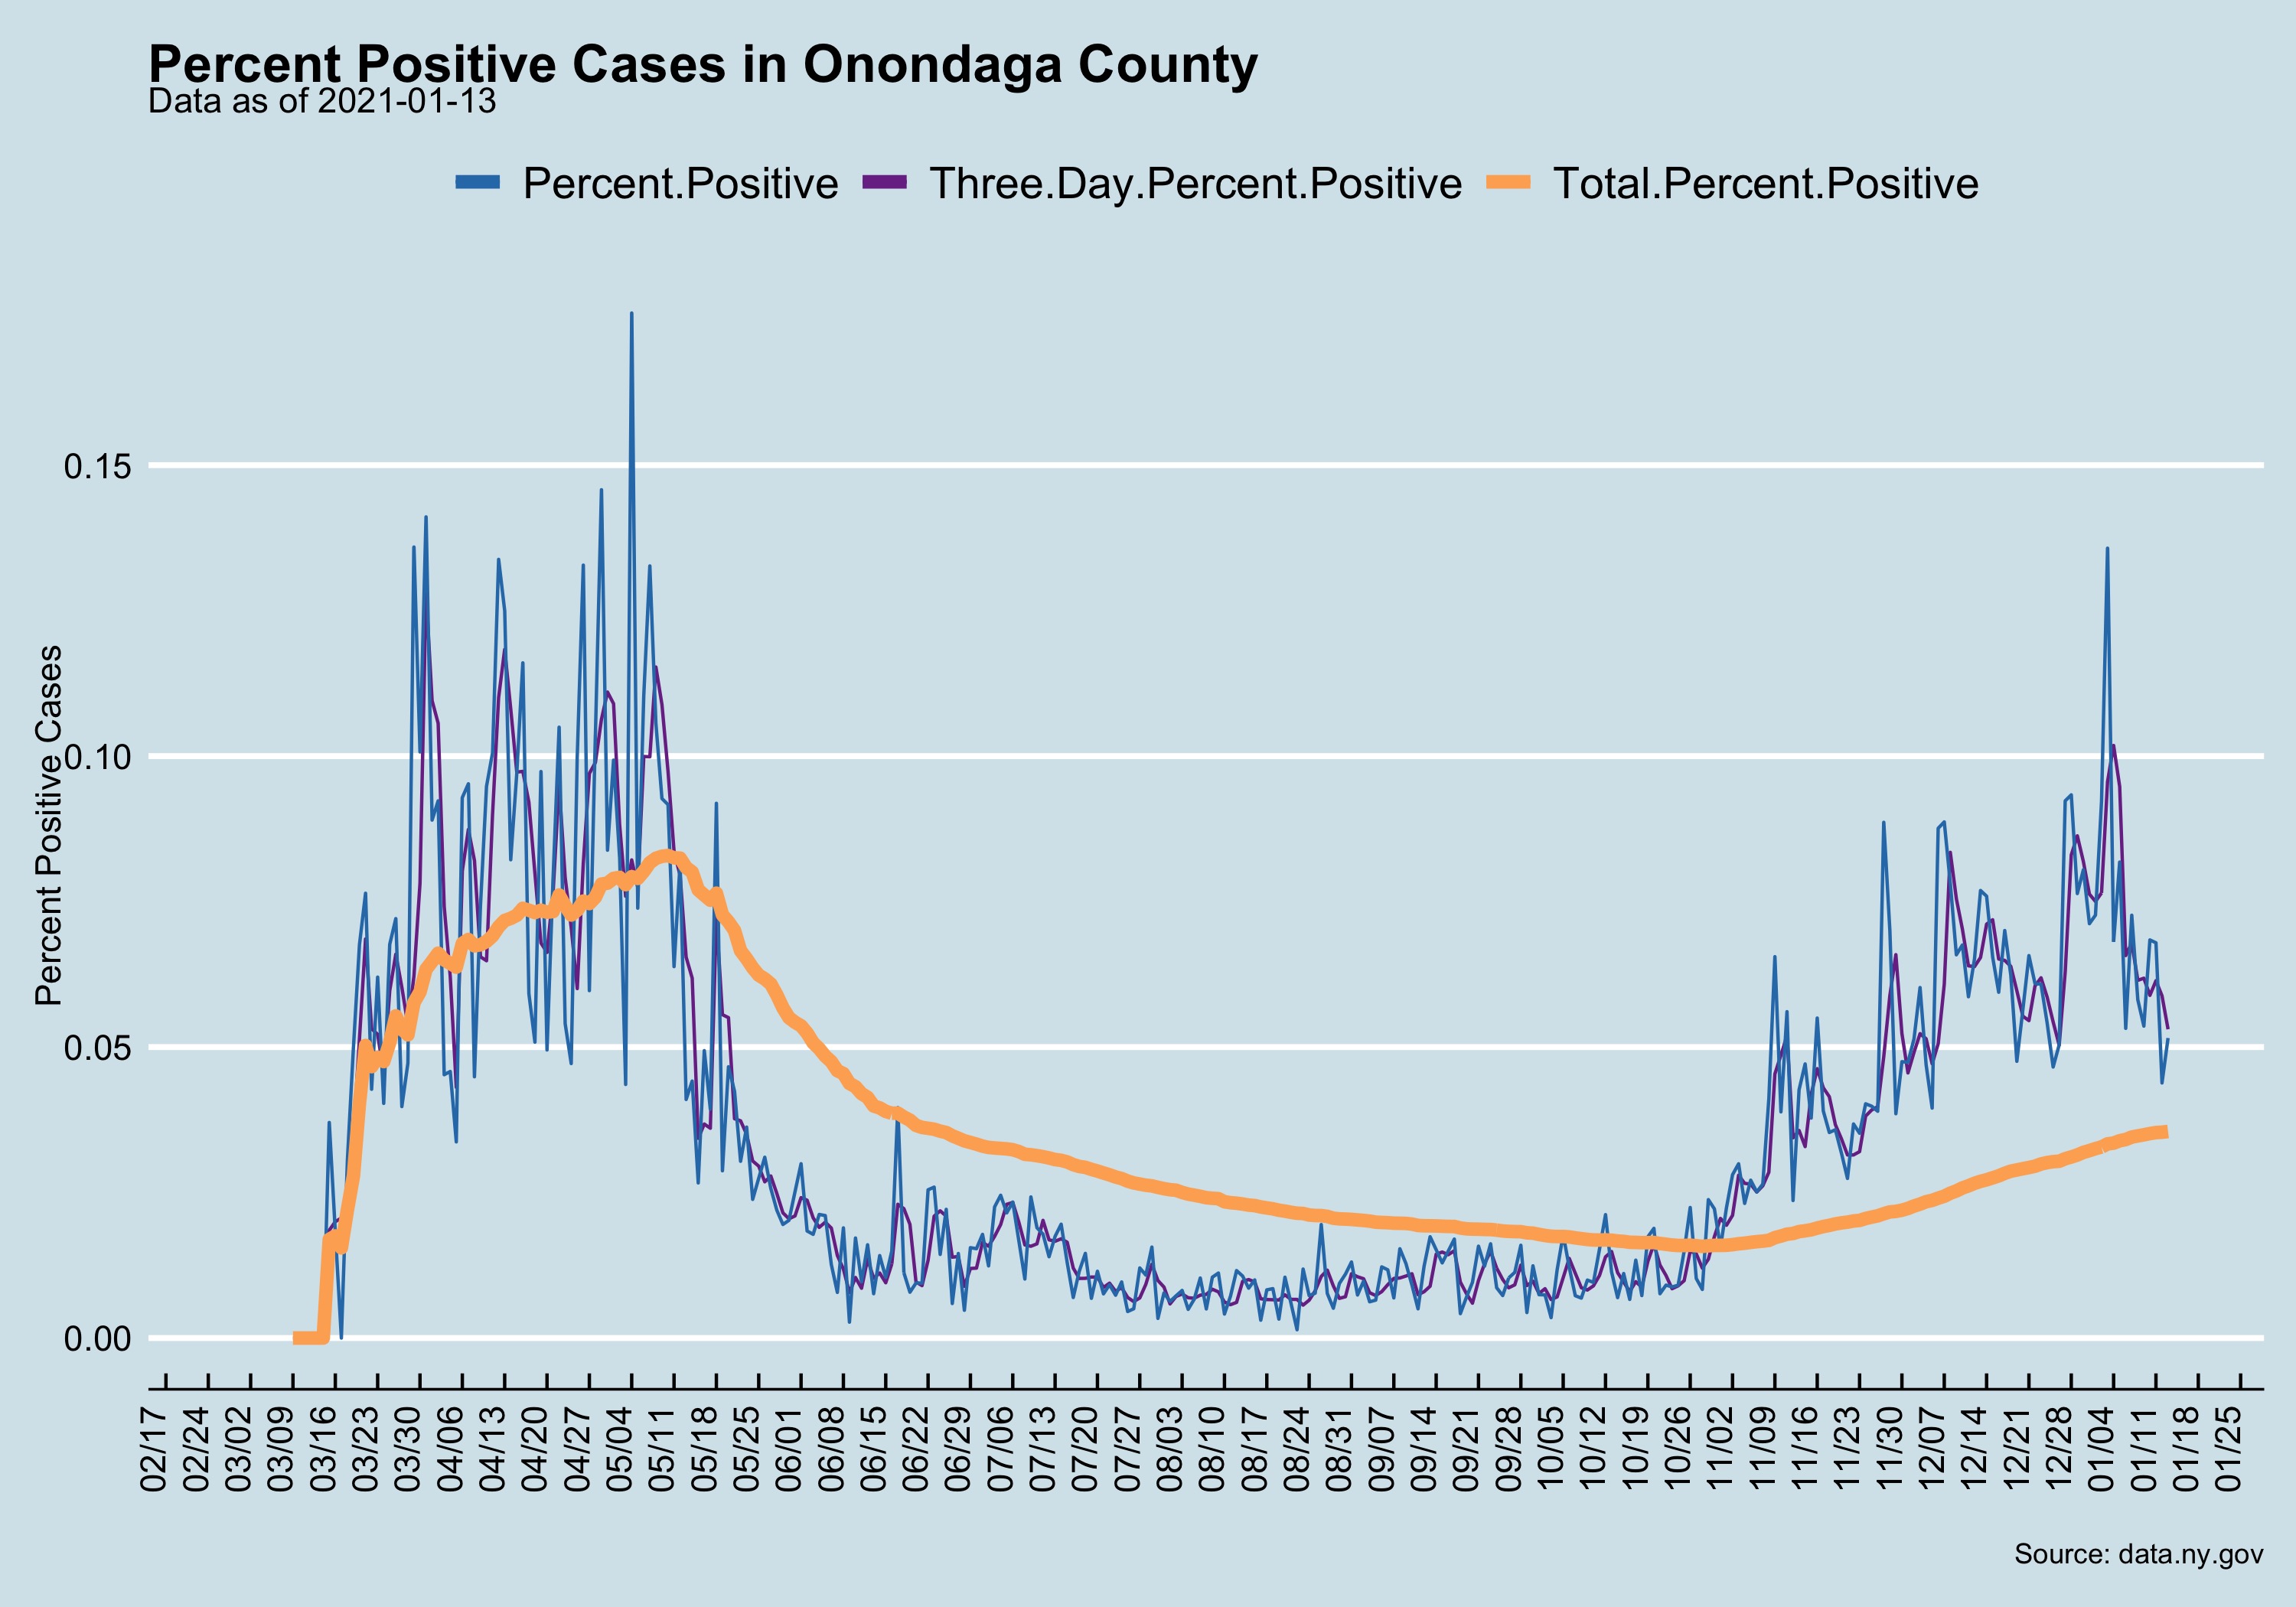 Percent Positive Cases in Onondaga County
Data as of 2021-01-13
Percent.Positive Three.Day.Percent.Positive Total.Percent.Positive
Percent Positive Cases
0.15
0.10
0.05
0.00
02/17 02/24 03/02 03/09 03/16 03/23 03/30 04/06 04/13 04/20 04/27 05/04 05/11 05/18 05/25 06/01 06/08 06/15 06/22 06/29 07/06 07/13 07/20 07/27 08/03 08/10 08/17 08/24 08/31 09/07 09/14 09/21 09/28 10/05 10/12 10/19 10/26 11/02 11/09 11/16 11/23 11/30 12/07 12/14 12/21 12/28 01/04 01/11 01/18 01/25
Source: data.ny.gov